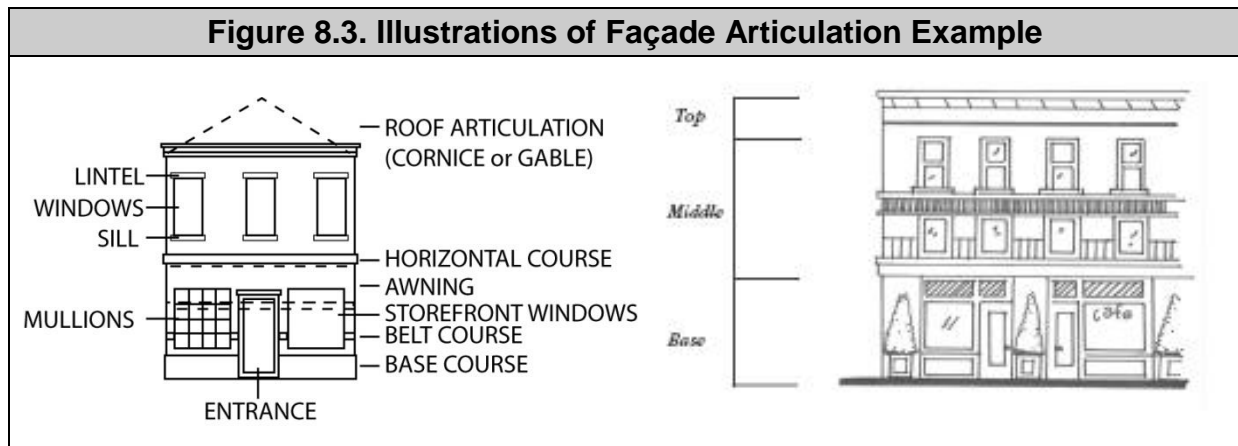 Figure 8.3. Illustrations of Façade Articulation Example
ROOF ARTICULATION
(CORNICE or GABLE)
LINTEL
WINDOWS
SILL
HORIZONTAL COURSE
AWNING
STOREFRONT WINDOWS
MULLIONS
BELT COURSE
BASE COURSE
ENTRANCE
Top
Middle
Base
Cafe